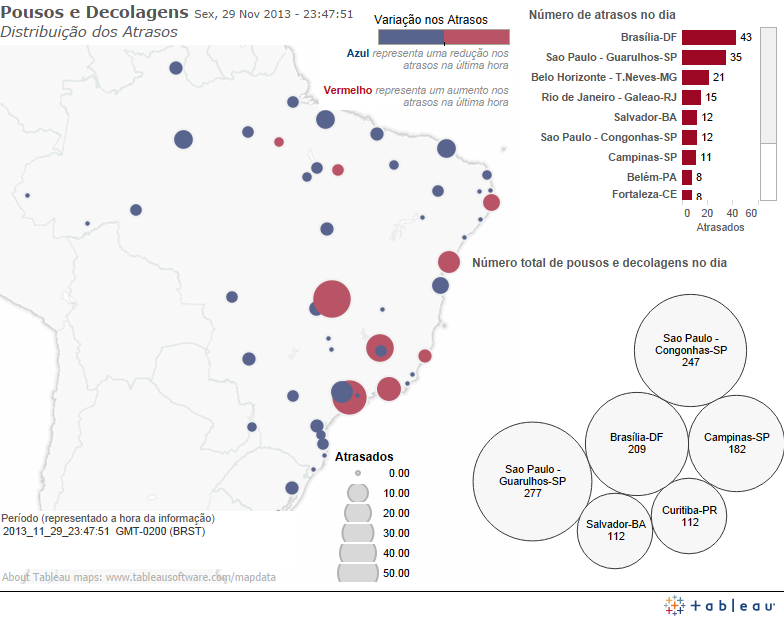 Pousos e Decolagens Sex, 29 Nov 2013 - 23:47:51
Distribuição dos Atrasos
Variação nos Atrasos
Azul representa uma redução nos
atrasos na última hora
Vermelho representa um aumento nos
atrasos na última hora
Número de atrasos no dia
Brasília-DF 43
Sao Paulo - Guarulhos-SP 35
Belo Horizonte - T.Neves-MG 21
Rio de Janeiro - Galeao-RJ 15
Salvador-BA 12
Sao Paulo - Congonhas-SP 12
Campinas-SP 11
Belém-PA 8
Fortaleza-CE 8
0 20 40 60
Atrasados
Número total de pousos e decolagens no dia
Sao Paulo -
Congonhas-SP
247
Brasília-DF
209
Campinas-SP
182
Sao Paulo -
Guarulhos-SP
277
Salvador-BA
112
Curitiba-PR
112
Atrasados
0.00
10.00
20.00
30.00
40.00
50.00
Período (representado a hora da informação)
2013_11_29_23:47:51 GMT-0200 (BRST)
About Tableau maps: www.tableausoftware.com/mapdata
tableau